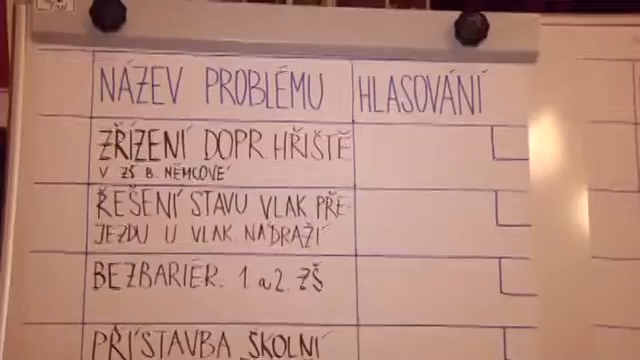 NÁZEV PROBLÉMU
HLASOVÁNÍ
ZŘÍZENÍ DOPR HŘIŠTĚ
V ZŠ B. NĚMCOVÉ
ŘEŠENÍ STAVU VLAK PŘE-
JEZDU U VLAK NÁDRAŽÍ
BEZBARIÉR. 1. a 2. ZŠ
PŘÍSTAVBA ŠKOLNÍ